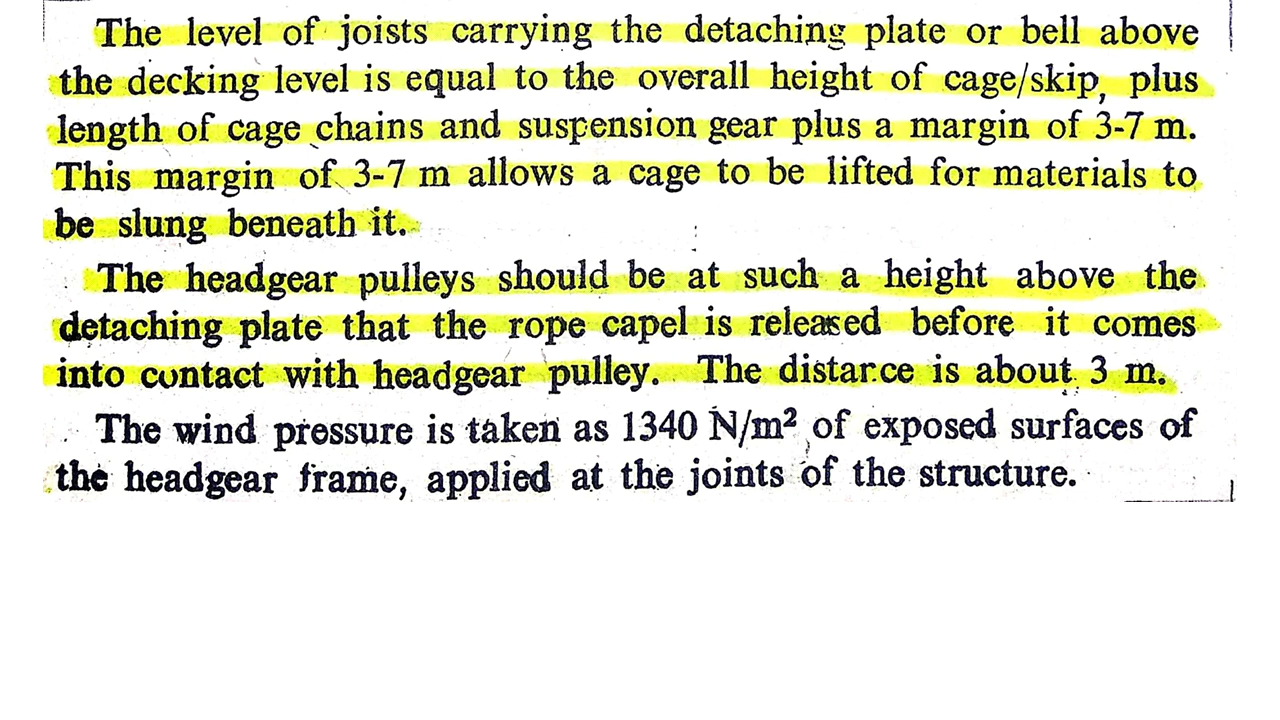 The level of joists carrying the detaching plate or bell above
the decking level is equal to the overall height of cage/skip, plus
length of cage chains and suspension gear plus a margin of 3-7 m.
This margin of 3-7 m allows a cage to be lifted for materials to
be slung beneath it.
The headgear pulleys should be at such a height above the
detaching plate that the rope capel is released before it comes
into contact with headgear pulley. The distance is about 3 m.
The wind pressure is taken as 1340 N/m² of exposed surfaces of
the headgear frame, applied at the joints of the structure.